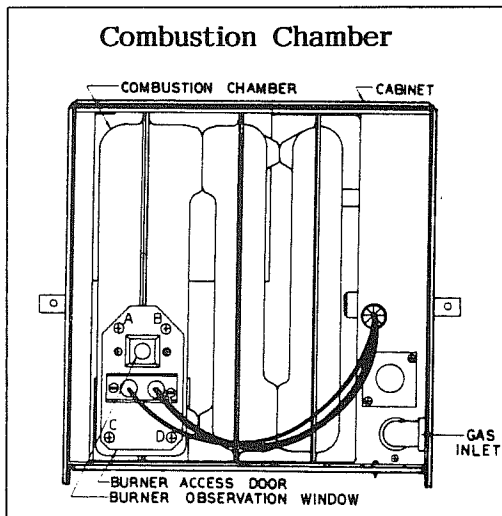 Combustion Chamber
COMBUSTION CHAMBER
CABINET
A B
C D
GAS
INLET
BURNER ACCESS DOOR
BURNER OBSERVATION WINDOW